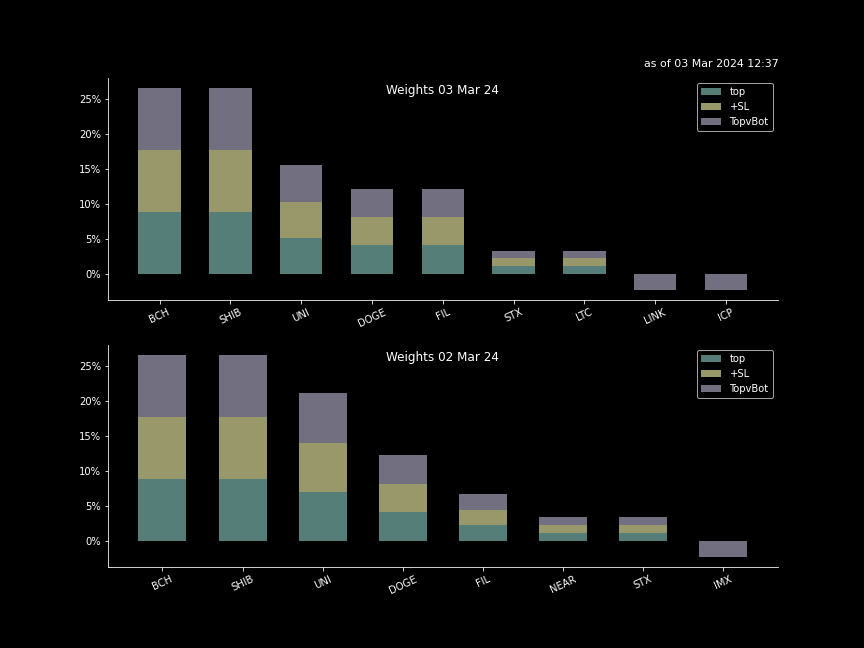 as of 03 Mar 2024 12:37
Weights 03 Mar 24
top
+SL
TopvBot
25%
20%
15%
10%
5%
0%
BCH SHIB UNI DOGE FIL STX LTC LINK ICP
Weights 02 Mar 24
top
+SL
TopvBot
25%
20%
15%
10%
5%
0%
BCH SHIB UNI DOGE FIL NEAR STX IMX